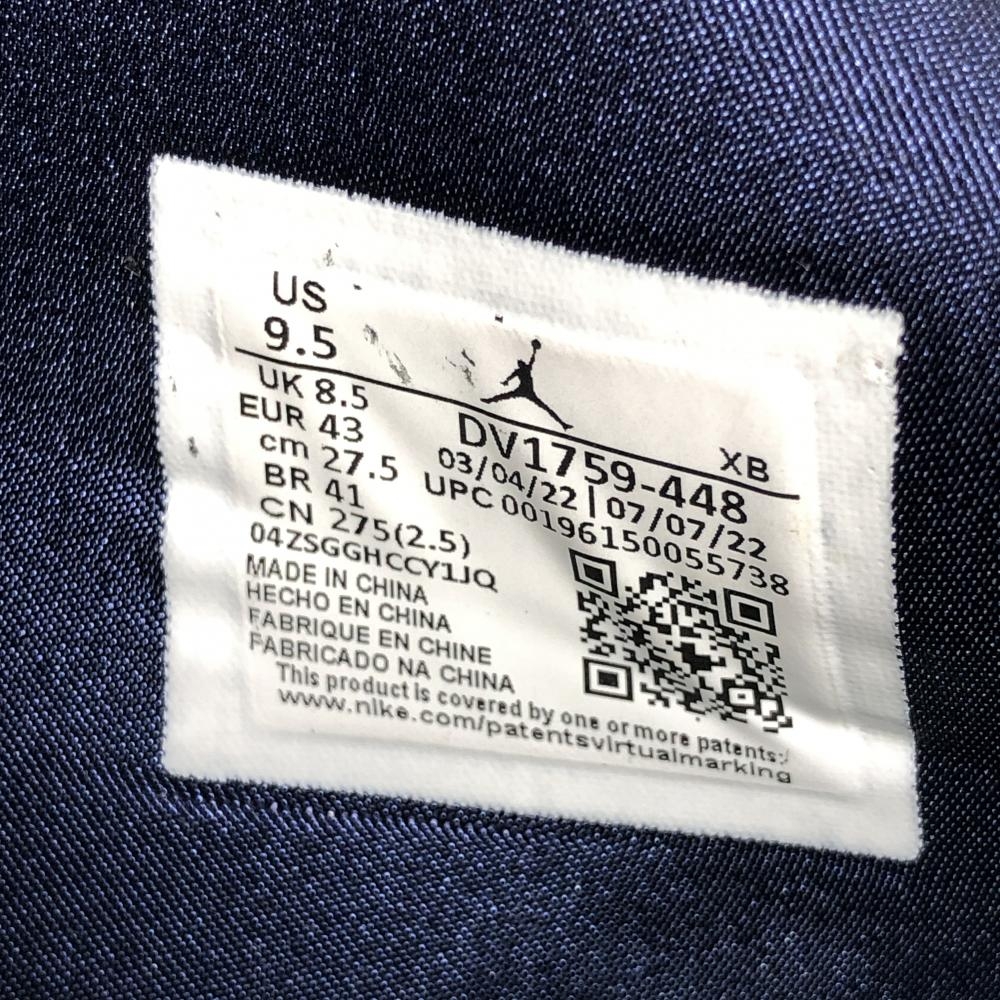 US
9.5
UK 8.5
EUR 43
cm 27.5
BR 41
CN 275(2.5)
04ZSGGHCCY1JQ
XB
DV1759-448
03/04/22 | 07/07/22
UPC 00196150055738
MADE IN CHINA
HECHO EN CHINA
FABRIQUE EN CHINE
FABRICADO NA CHINA
This product is covered by one or more patents:/
www.nike.com/patentsvirtualmarking